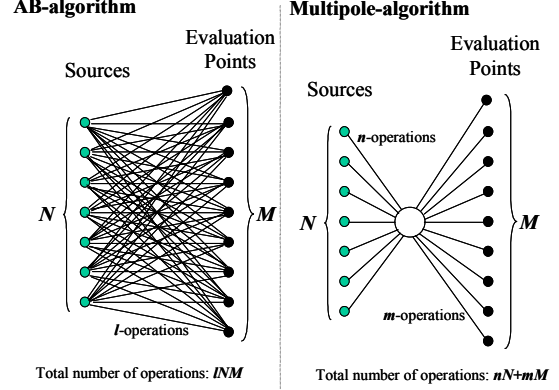 AB-algorithm
Evaluation
Points
Sources
N
M
l-operations
Total number of operations: lNM
Multipole-algorithm
Evaluation
Points
Sources
n-operations
N
M
m-operations
Total number of operations: nN+mM